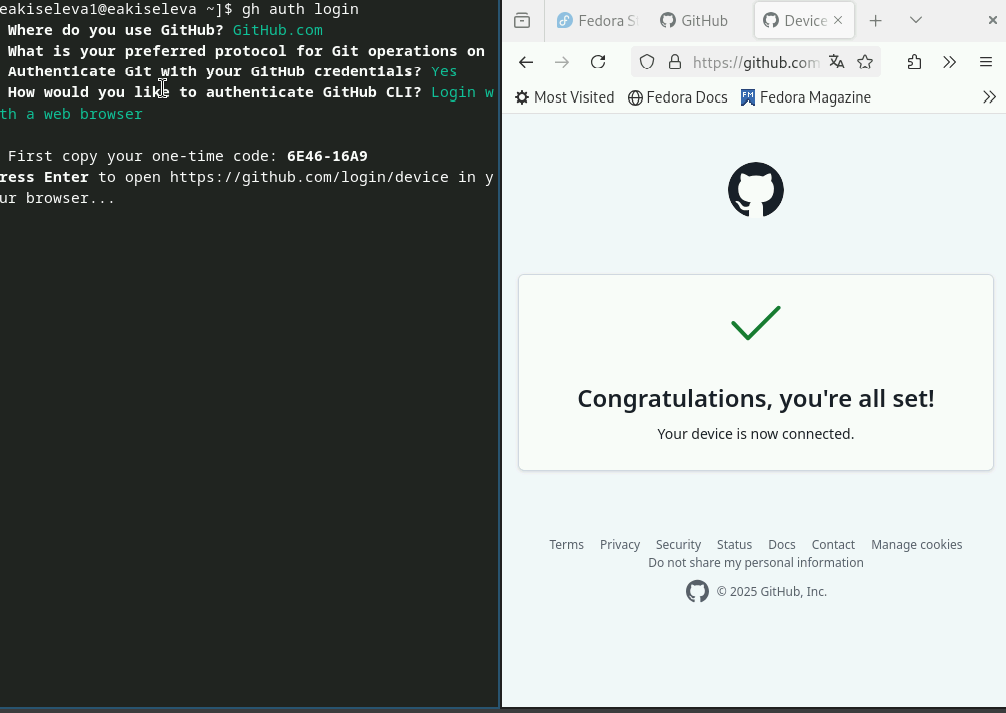 eakiseleva1@eakiseleva ~]$ gh auth login
Where do you use GitHub? GitHub.com
What is your preferred protocol for Git operations on
Authenticate Git with your GitHub credentials? Yes
How would you like to authenticate GitHub CLI? Login w
th a web browser
First copy your one-time code: 6E46-16A9
ress Enter to open https://github.com/login/device in y
ur browser...
Fedora S
GitHub
Device
https://github.com
Most Visited
Fedora Docs
FM
Fedora Magazine
Congratulations, you're all set!
Your device is now connected.
Terms Privacy Security Status Docs Contact Manage cookies
Do not share my personal information
© 2025 GitHub, Inc.